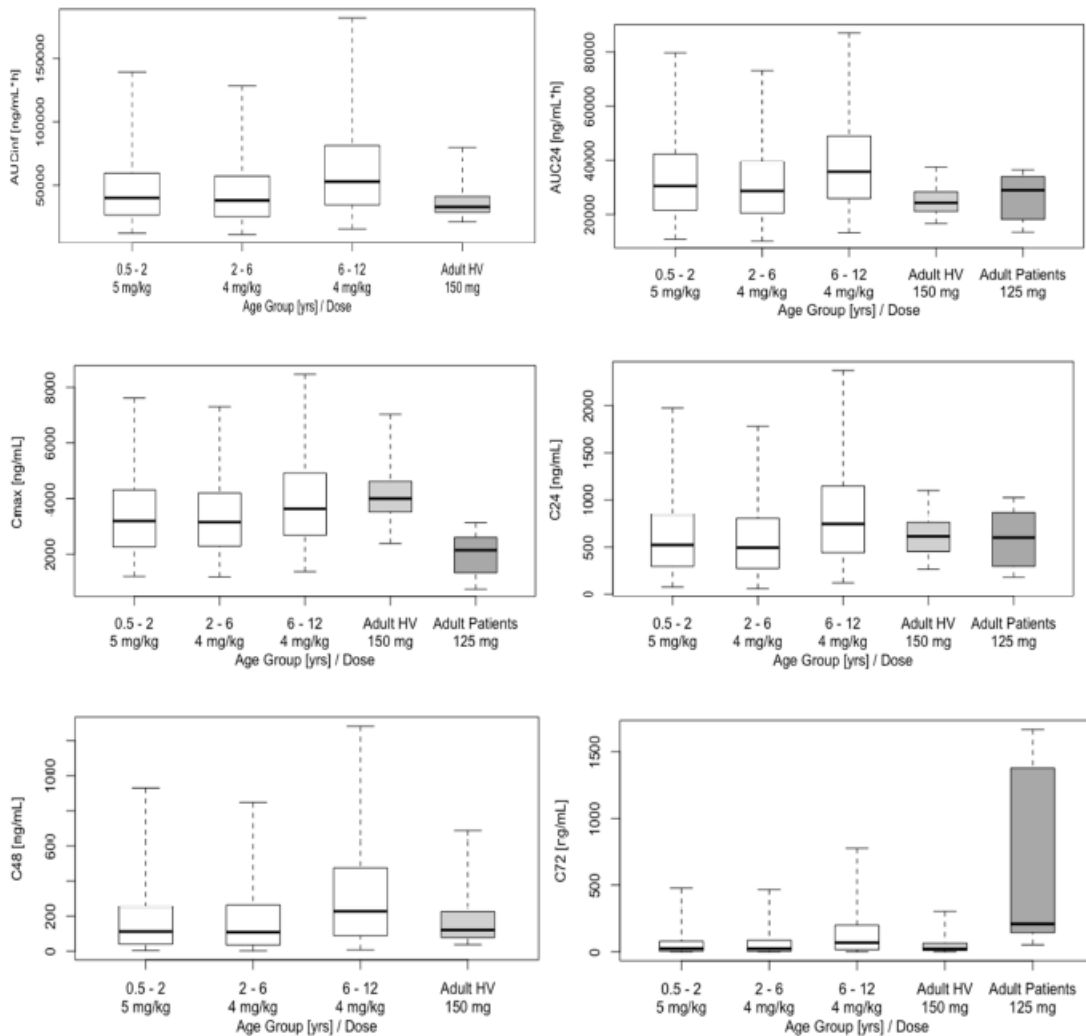 AUCinf [ng/mL*h]
150000
100000
50000
0.5 - 2
2 - 6
6 - 12
Adult HV
5 mg/kg
4 mg/kg
4 mg/kg
150 mg
Age Group [yrs] / Dose
AUC24 [ng/mL*h]
80000
60000
40000
20000
0.5 - 2
2 - 6
6 - 12
Adult HV
Adult Patients
5 mg/kg
4 mg/kg
4 mg/kg
150 mg
125 mg
Age Group [yrs] / Dose
Cmax [ng/mL]
8000
6000
4000
2000
0.5 - 2
2 - 6
6 - 12
Adult HV
Adult Patients
5 mg/kg
4 mg/kg
4 mg/kg
150 mg
125 mg
Age Group [yrs] / Dose
C24 [ng/mL]
2000
1500
1000
500
0
0.5 - 2
2 - 6
6 - 12
Adult HV
Adult Patients
5 mg/kg
4 mg/kg
4 mg/kg
150 mg
125 mg
Age Group [yrs] / Dose
C48 [ng/mL]
1000
600
400
200
0
0.5 - 2
2 - 6
6 - 12
Adult HV
5 mg/kg
4 mg/kg
4 mg/kg
150 mg
Age Group [yrs] / Dose
C72 [ng/mL]
1500
1000
500
0
0.5 - 2
2 - 6
6 - 12
Adult HV
Adult Patients
5 mg/kg
4 mg/kg
4 mg/kg
150 mg
125 mg
Age Group [yrs] / Dose